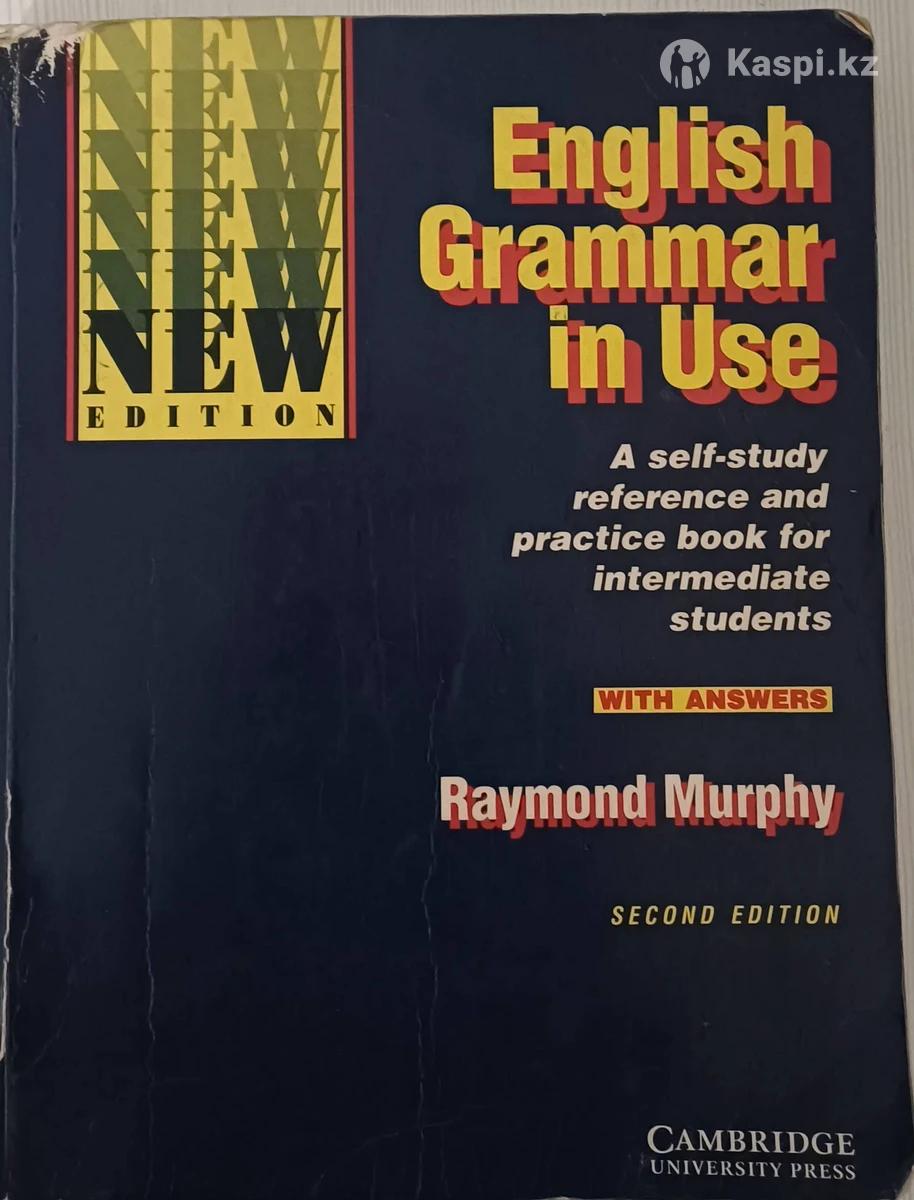 Kaspi.kz
NEW
NEW
NEW
NEW
NEW
NEW
EDITION
English
Grammar
in Use
A self-study
reference and
practice book for
intermediate
students
WITH ANSWERS
Raymond Murphy
SECOND EDITION
CAMBRIDGE
UNIVERSITY PRESS